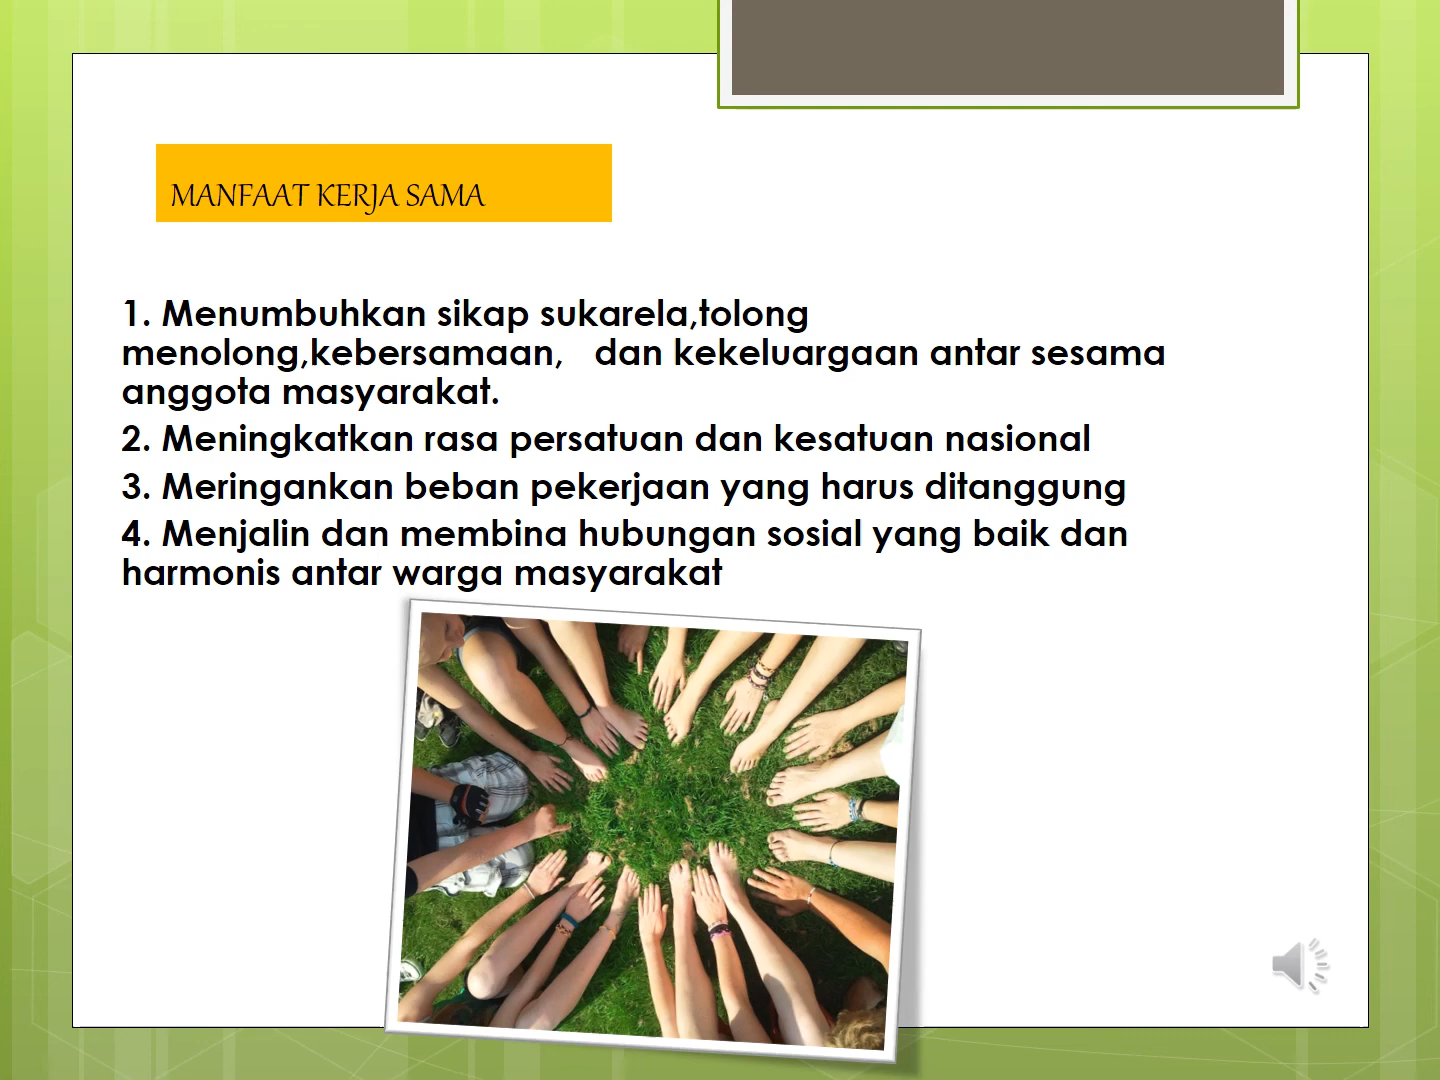 MANFAAT KERJA SAMA
1. Menumbuhkan sikap sukarela,tolong
menolong,kebersamaan,   dan kekeluargaan antar sesama
anggota masyarakat.
2. Meningkatkan rasa persatuan dan kesatuan nasional
3. Meringankan beban pekerjaan yang harus ditanggung
4. Menjalin dan membina hubungan sosial yang baik dan
harmonis antar warga masyarakat